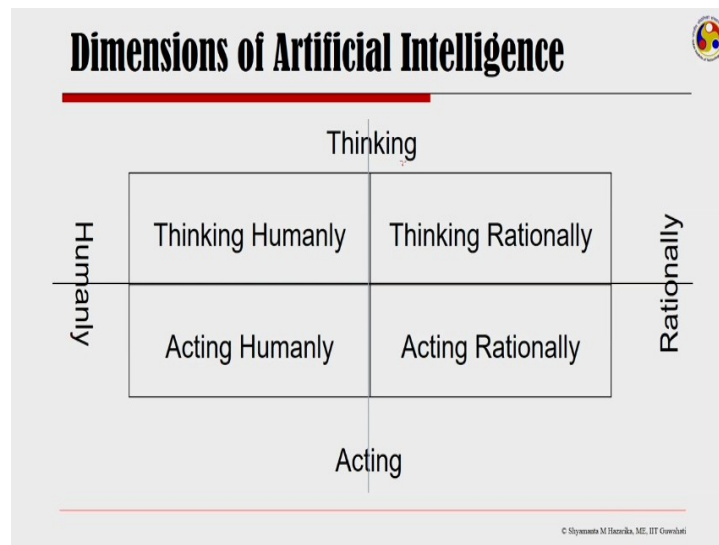 Dimensions of Artificial Intelligence
Thinking
Humanly
Thinking Humanly
Thinking Rationally
Rationally
Acting Humanly
Acting Rationally
Acting
© Shyamanta M Hazarika, ME, IIT Guwahati